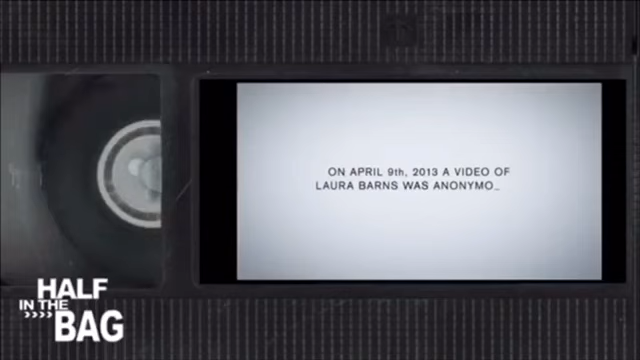 ON APRIL 9th, 2013 A VIDEO OF
LAURA BARNS WAS ANONYMO_
HALF
IN THE
>>>>
BAG